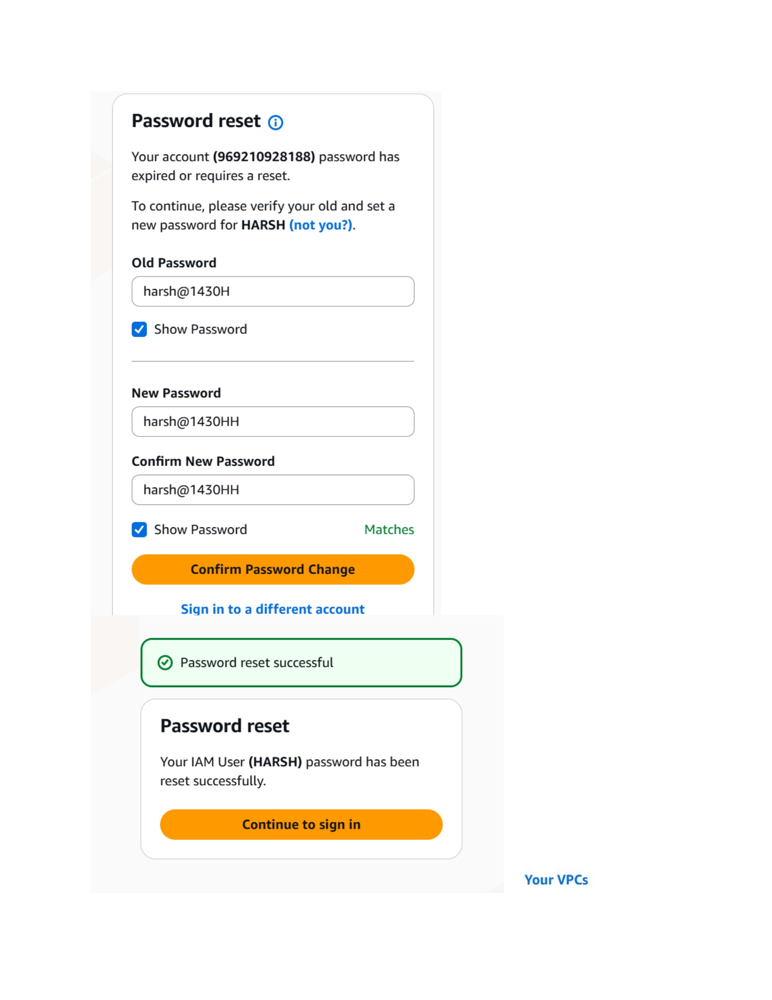 Password reset
Your account (969210928188) password has
expired or requires a reset.
To continue, please verify your old and set a
new password for HARSH (not you?).
Old Password
harsh@1430H
Show Password
New Password
harsh@1430HH
Confirm New Password
harsh@1430HH
Show Password Matches
Confirm Password Change
Sign in to a different account
Password reset successful
Password reset
Your IAM User (HARSH) password has been
reset successfully.
Continue to sign in
Your VPCs